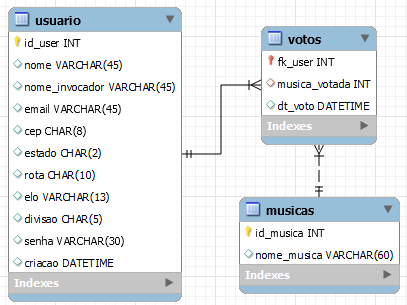 usuario
id_user INT
nome VARCHAR(45)
nome_invocador VARCHAR(45)
email VARCHAR(45)
cep CHAR(8)
estado CHAR(2)
rota CHAR(10)
elo VARCHAR(13)
divisao CHAR(5)
senha VARCHAR(30)
criacao DATETIME
Indexes
votos
fk_user INT
musica_votada INT
dt_voto DATETIME
Indexes
musicas
id_musica INT
nome_musica VARCHAR(60)
Indexes